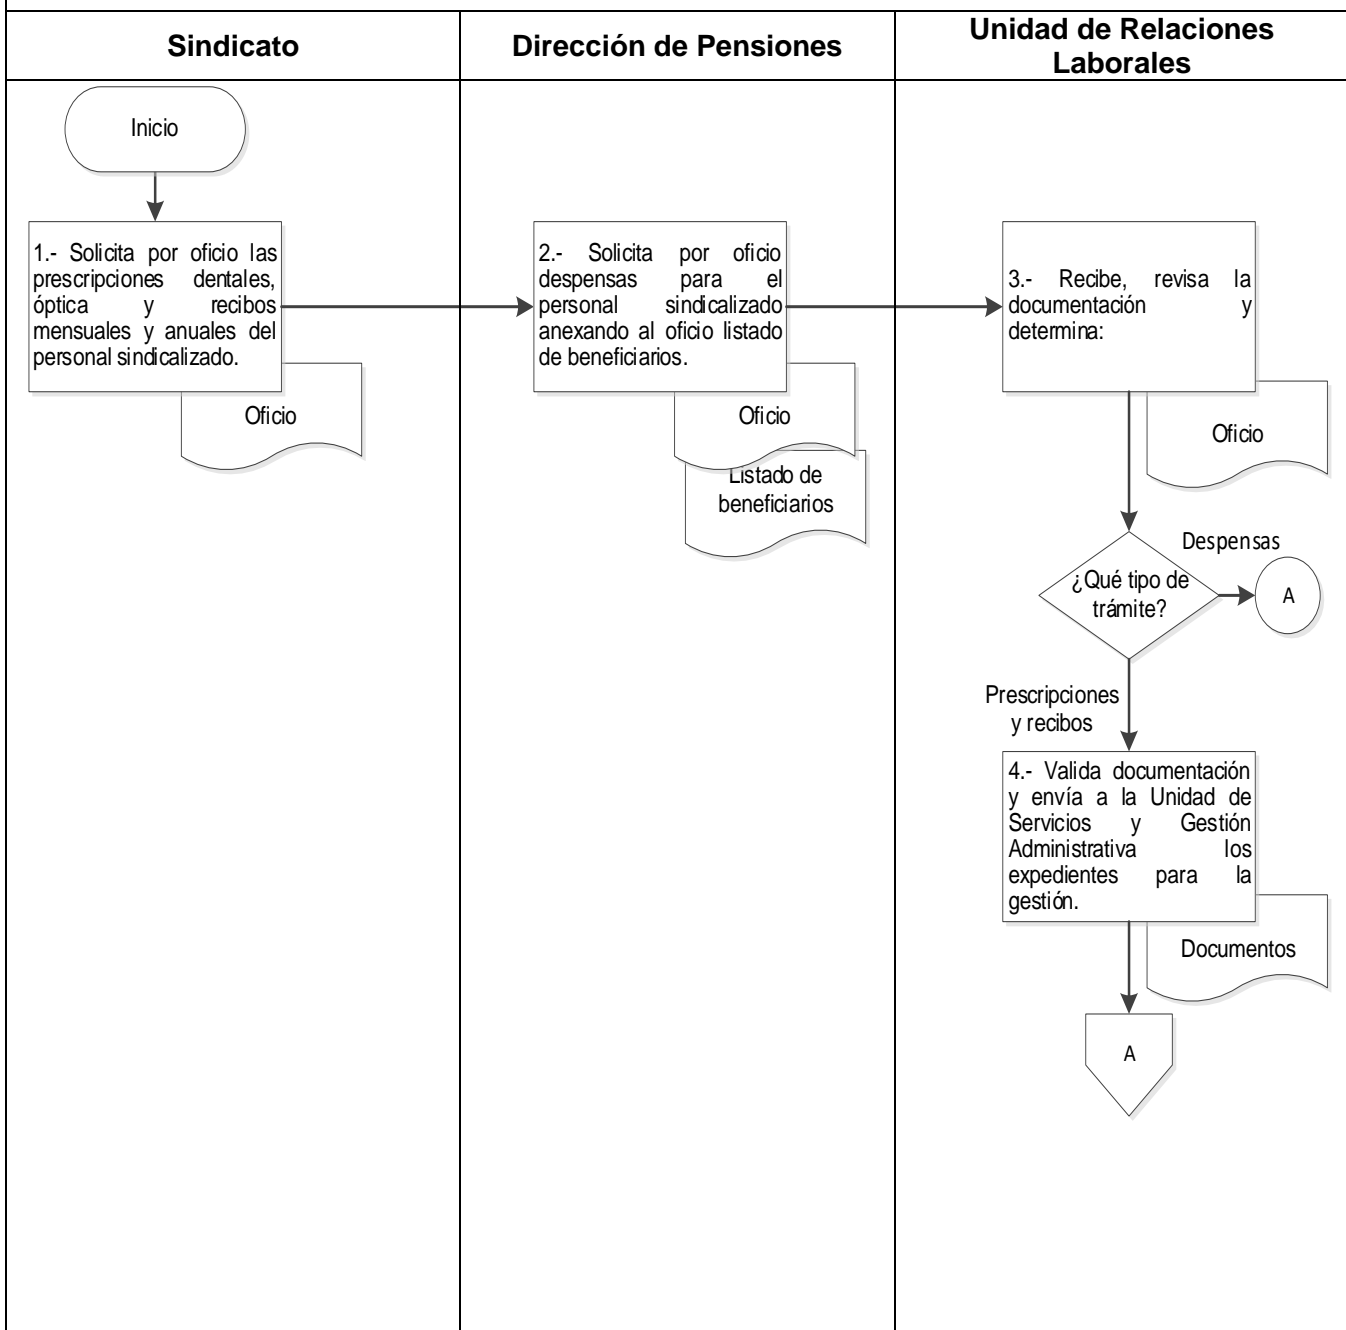 Sindicato
Dirección de Pensiones
Unidad de Relaciones
Laborales
Inicio
1.- Solicita por oficio las
prescripciones dentales,
óptica y recibos
mensuales y anuales del
personal sindicalizado.
Oficio
2.- Solicita por oficio
despensas para el
personal sindicalizado
anexando al oficio listado
de beneficiarios.
Oficio
Listado de
beneficiarios
3.- Recibe, revisa la
documentación y
determina:
Oficio
¿Qué tipo de
trámite?
Despensas
A
Prescripciones
y recibos
4.- Valida documentación
y envía a la Unidad de
Servicios y Gestión
Administrativa los
expedientes para la
gestión.
Documentos
A